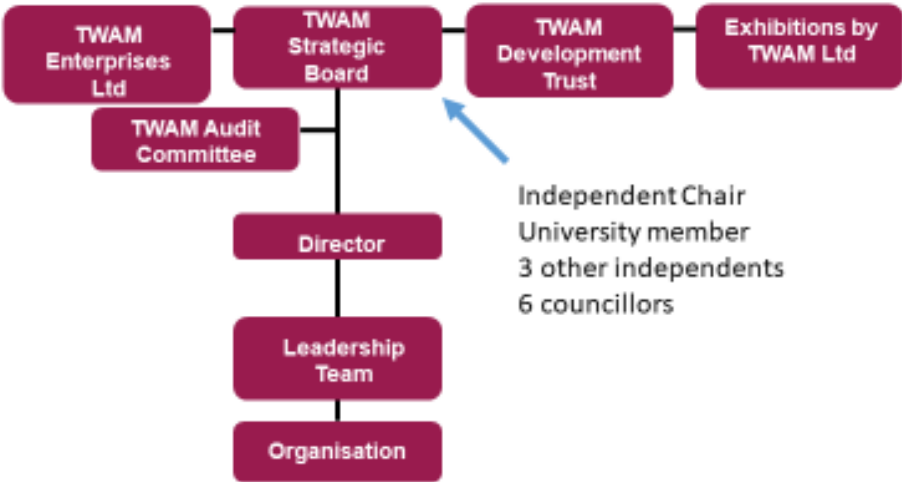 TWAM
Enterprises
Ltd
TWAM
Strategic
Board
TWAM
Development
Trust
Exhibitions by
TWAM Ltd
TWAM Audit
Committee
Independent Chair
University member
3 other independents
6 councillors
Director
Leadership
Team
Organisation